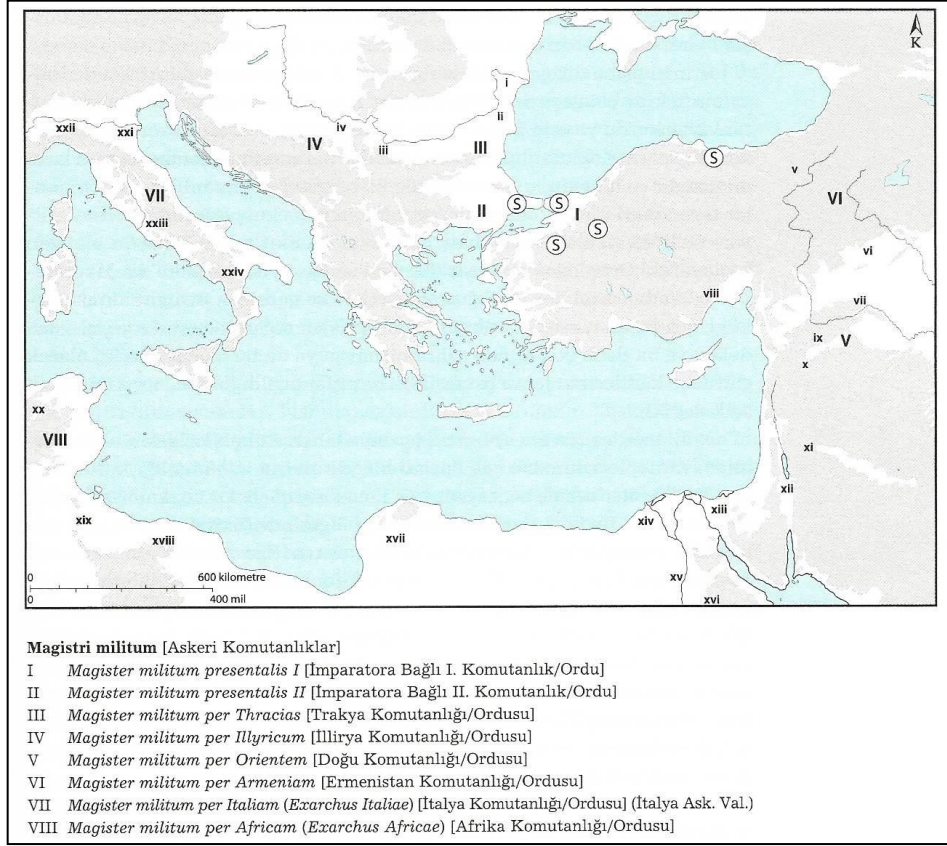 K
i
ii
iv
IV
iii
III
xxii
xxi
VII
xxiii
xxiv
II
S
S
I
S
S
S
v
VI
vi
vii
viii
ix
V
x
xi
xii
xiii
xiv
xv
xvi
xvii
xviii
xix
xx
VIII
0 600 kilometre
0 400 mil
Magistri militum [Askeri Komutanlıklar]
I Magister militum presentalis I [İmparatora Bağlı I. Komutanlık/Ordu]
II Magister militum presentalis II [İmparatora Bağlı II. Komutanlık/Ordu]
III Magister militum per Thracias [Trakya Komutanlığı/Ordusu]
IV Magister militum per Illyricum [İllirya Komutanlığı/Ordusu]
V Magister militum per Orientem [Doğu Komutanlığı/Ordusu]
VI Magister militum per Armeniam [Ermenistan Komutanlığı/Ordusu]
VII Magister militum per Italiam (Exarchus Italiae) [İtalya Komutanlığı/Ordusu] (İtalya Ask. Val.)
VIII Magister militum per Africam (Exarchus Africae) [Afrika Komutanlığı/Ordusu]